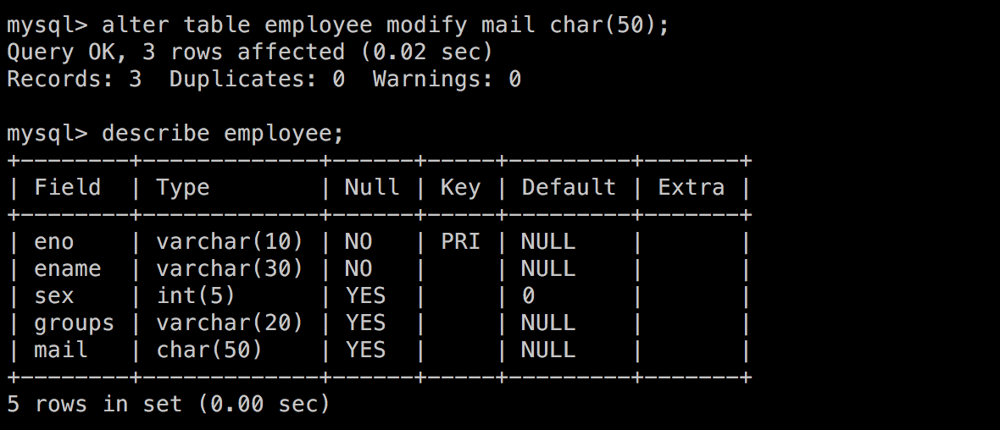 mysql> alter table employee modify mail char(50);
Query OK, 3 rows affected (0.02 sec)
Records: 3  Duplicates: 0  Warnings: 0

mysql> describe employee;
+--------+-------------+------+-----+---------+-------+
| Field  | Type        | Null | Key | Default | Extra |
+--------+-------------+------+-----+---------+-------+
| eno    | varchar(10) | NO   | PRI | NULL    |       |
| ename  | varchar(30) | NO   |     | NULL    |       |
| sex    | int(5)      | YES  |     | 0       |       |
| groups | varchar(20) | YES  |     | NULL    |       |
| mail   | char(50)    | YES  |     | NULL    |       |
+--------+-------------+------+-----+---------+-------+
5 rows in set (0.00 sec)